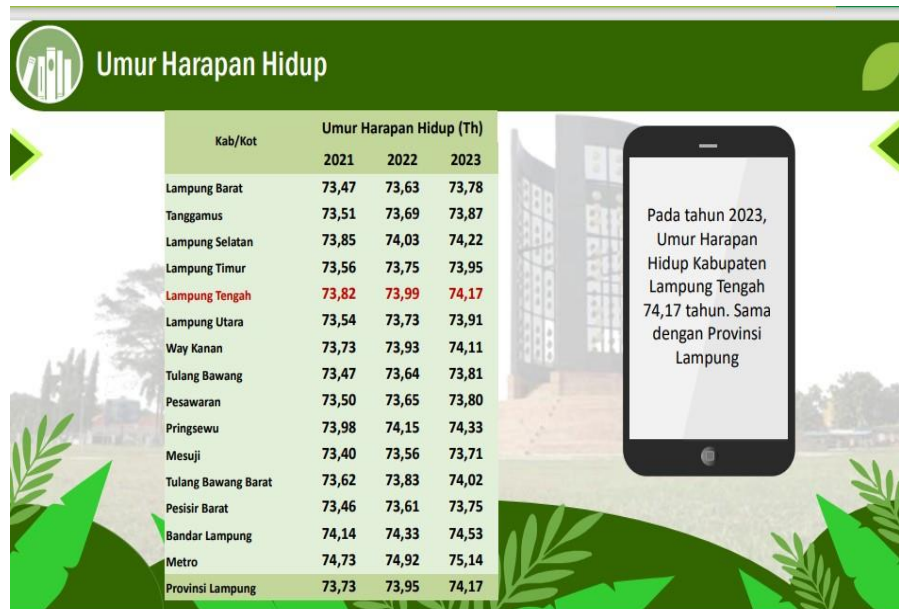 Umur Harapan Hidup
Kab/Kot Umur Harapan Hidup (Th)
2021 2022 2023
Lampung Barat 73,47 73,63 73,78
Tanggamus 73,51 73,69 73,87
Lampung Selatan 73,85 74,03 74,22
Lampung Timur 73,56 73,75 73,95
Lampung Tengah 73,82 73,99 74,17
Lampung Utara 73,54 73,73 73,91
Way Kanan 73,73 73,93 74,11
Tulang Bawang 73,47 73,64 73,81
Pesawaran 73,50 73,65 73,80
Pringsewu 73,98 74,15 74,33
Mesuji 73,40 73,56 73,71
Tulang Bawang Barat 73,62 73,83 74,02
Pesisir Barat 73,46 73,61 73,75
Bandar Lampung 74,14 74,33 74,53
Metro 74,73 74,92 75,14
Provinsi Lampung 73,73 73,95 74,17
Pada tahun 2023,
Umur Harapan
Hidup Kabupaten
Lampung Tengah
74,17 tahun. Sama
dengan Provinsi
Lampung